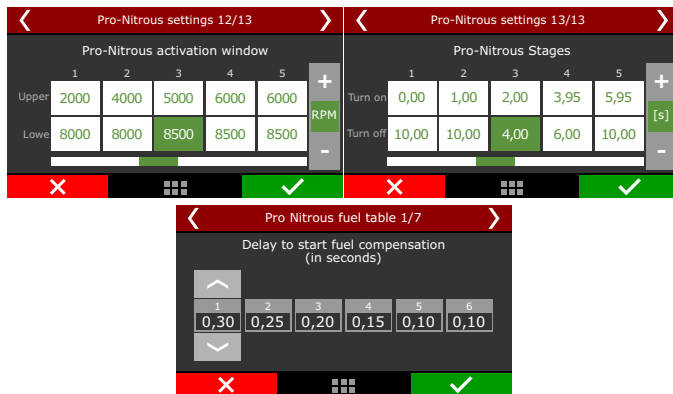 Pro-Nitrous settings 12/13
Pro-Nitrous activation window
1 2 3 4 5
Upper 2000 4000 5000 6000 6000
Lowe 8000 8000 8500 8500 8500
+
RPM
-
Pro-Nitrous settings 13/13
Pro-Nitrous Stages
1 2 3 4 5
Turn on 0,00 1,00 2,00 3,95 5,95
Turn off 10,00 10,00 4,00 6,00 10,00
+
[s]
-
Pro Nitrous fuel table 1/7
Delay to start fuel compensation
(in seconds)
1 2 3 4 5 6
0,30 0,25 0,20 0,15 0,10 0,10